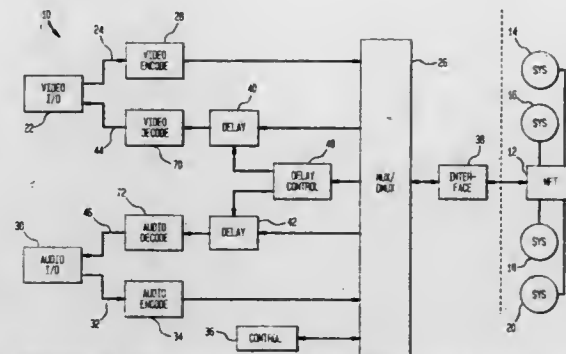 10
24
28
VIDEO ENCODE
26
14
SYS
VIDEO I/O
22
40
16
SYS
VIDEO DECODE
DELAY
44
70
48
38
12
DELAY CONTROL
MUX/DMUX
INTER-FACE
NET
46
72
30
AUDIO DECODE
DELAY
42
AUDIO I/O
SYS
18
AUDIO ENCODE
SYS
32
34
36
CONTROL
20